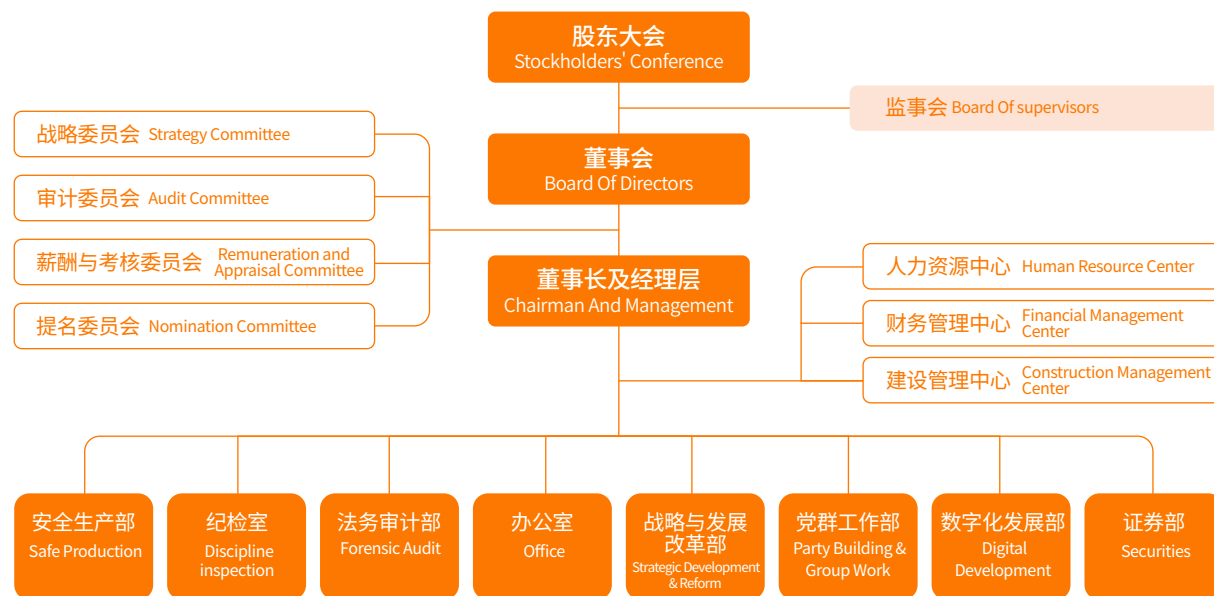 股东大会
Stockholders' Conference
监事会 Board Of supervisors
战略委员会 Strategy Committee
董事会
Board Of Directors
审计委员会 Audit Committee
薪酬与考核委员会 Remuneration and
Appraisal Committee
董事长及经理层
Chairman And Management
提名委员会 Nomination Committee
人力资源中心 Human Resource Center
财务管理中心 Financial Management
Center
建设管理中心 Construction Management
Center
安全生产部
Safe Production
纪检室
Discipline
inspection
法务审计部
Forensic Audit
办公室
Office
战略与发展
改革部
Strategic Development
& Reform
党群工作部
Party Building &
Group Work
数字化发展部
Digital
Development
证券部
Securities